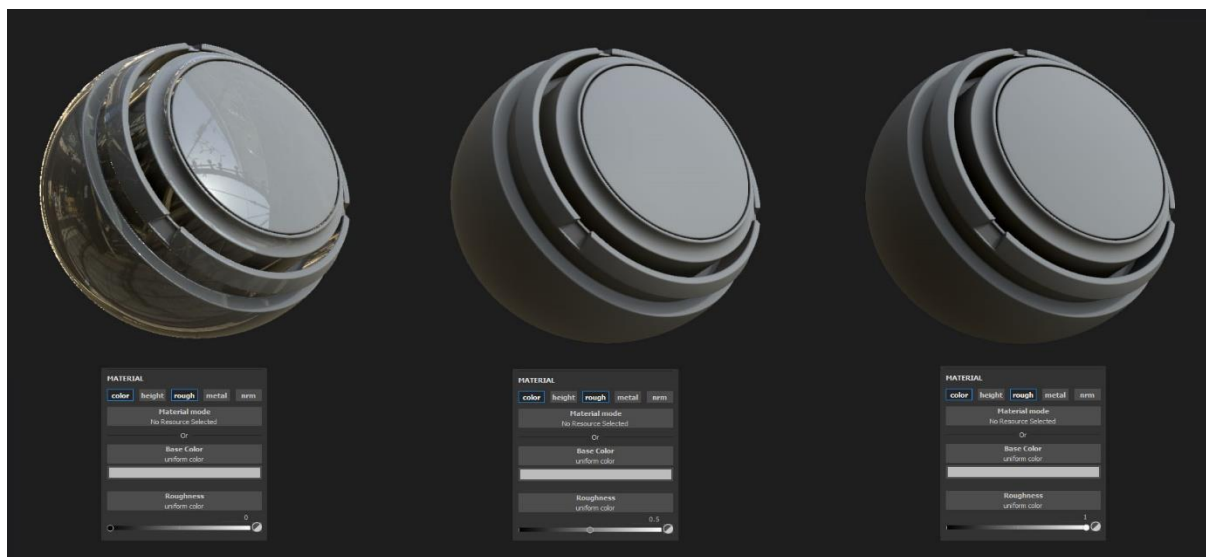 MATERIAL
color height rough metal nrm
Material mode
No Resource Selected
Or
Base Color
uniform color
Roughness
uniform color
0
MATERIAL
color height rough metal nrm
Material mode
No Resource Selected
Or
Base Color
uniform color
Roughness
uniform color
0.5
MATERIAL
color height rough metal nrm
Material mode
No Resource Selected
Or
Base Color
uniform color
Roughness
uniform color
1